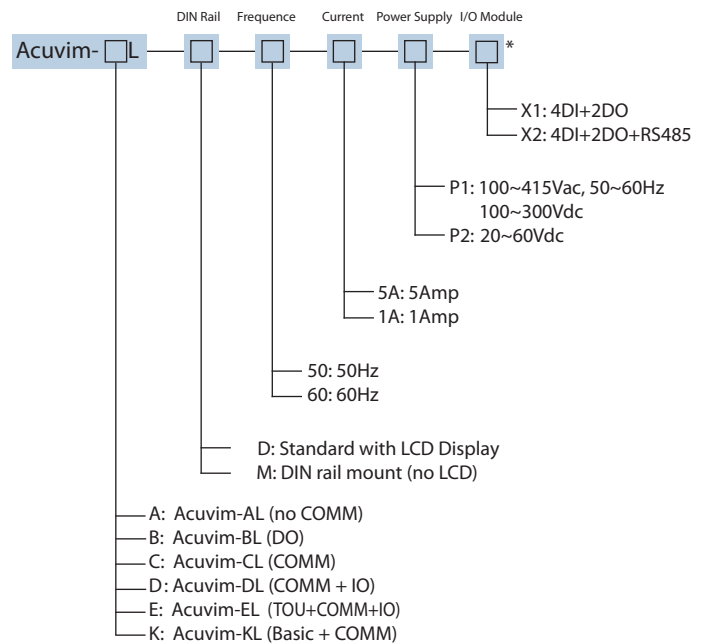 DIN Rail Frequence Current Power Supply I/O Module
Acuvim- L *
X1: 4DI+2DO
X2: 4DI+2DO+RS485
P1: 100~415Vac, 50~60Hz
100~300Vdc
P2: 20~60Vdc
5A: 5Amp
1A: 1Amp
50: 50Hz
60: 60Hz
D: Standard with LCD Display
M: DIN rail mount (no LCD)
A: Acuvim-AL (no COMM)
B: Acuvim-BL (DO)
C: Acuvim-CL (COMM)
D: Acuvim-DL (COMM + IO)
E: Acuvim-EL (TOU+COMM+IO)
K: Acuvim-KL (Basic + COMM)